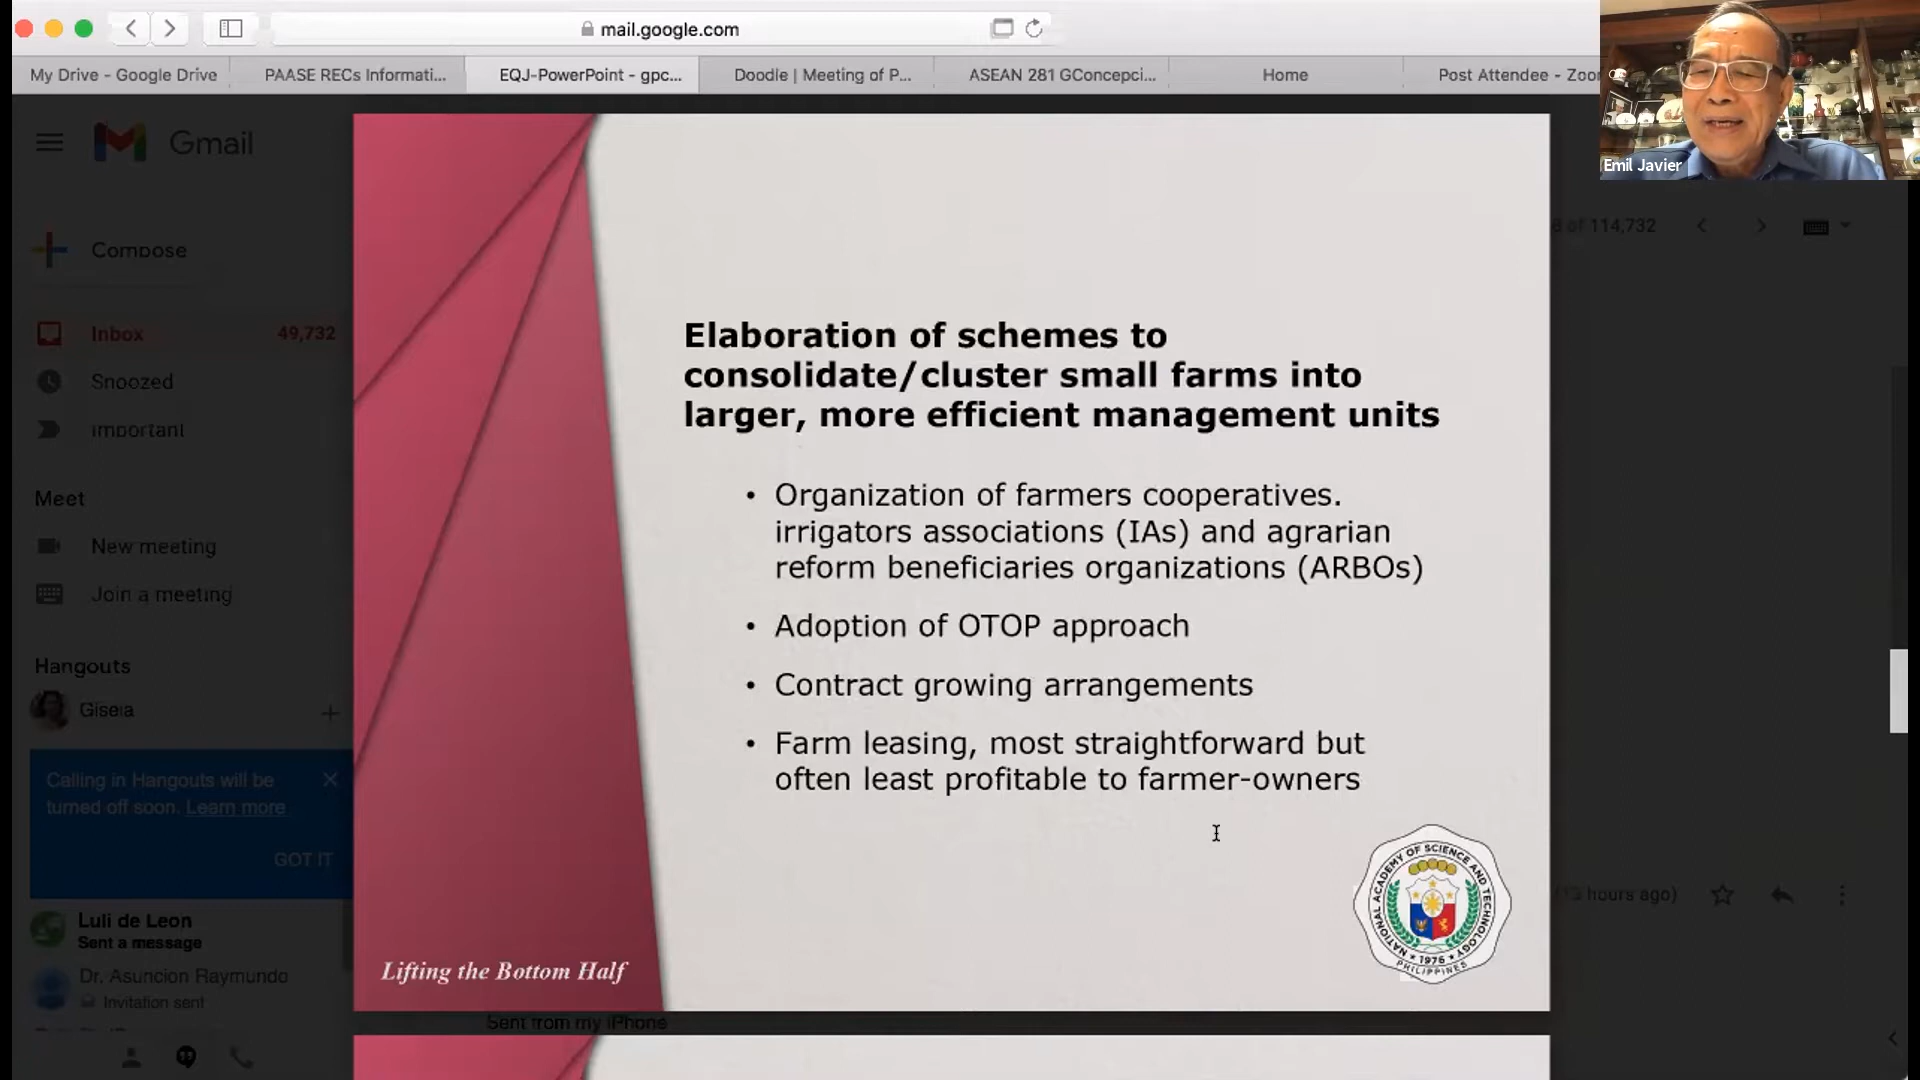 mail.google.com
My Drive - Google Drive
PAASE RECs Informati...
EQJ-PowerPoint - gpc...
Doodle | Meeting of P...
ASEAN 281 GConcepci...
Home
Post Attendee - Zoo
Emil Javier
Gmail
of 114,732
Compose
Inbox 49,732
Snoozed
Important
Meet
New meeting
Join a meeting
Hangouts
Gisela
Calling in Hangouts will be
turned off soon. Learn more
GOT IT
Luli de Leon
Sent a message
Dr. Asuncion Raymundo
Invitation sent
Elaboration of schemes to
consolidate/cluster small farms into
larger, more efficient management units
• Organization of farmers cooperatives.
irrigators associations (IAs) and agrarian
reform beneficiaries organizations (ARBOs)
• Adoption of OTOP approach
• Contract growing arrangements
• Farm leasing, most straightforward but
often least profitable to farmer-owners
Lifting the Bottom Half
NATIONAL ACADEMY OF SCIENCE AND TECHNOLOGY
1976
PHILIPPINES
hours ago)
Sent from my iPhone